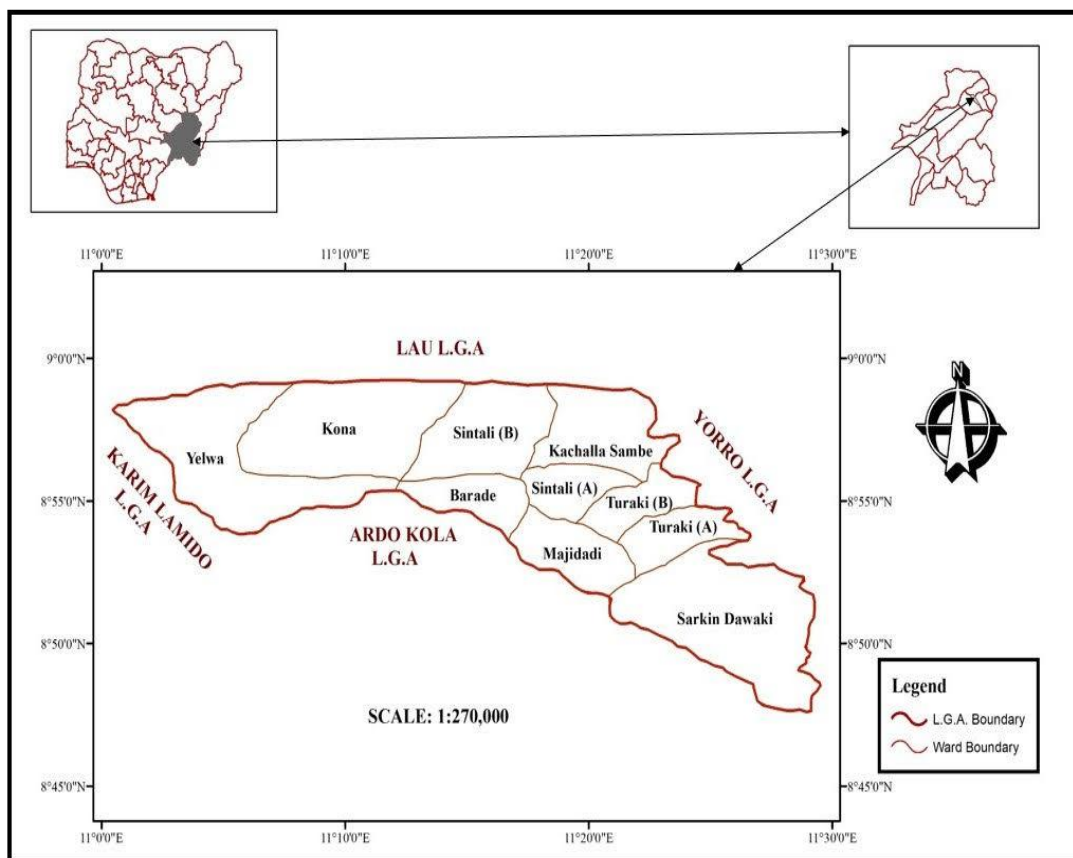 11°0'0"E 11°10'0"E 11°20'0"E 11°30'0"E
9°0'0"N 9°0'0"N
LAU L.G.A
N
YORRO L.G.A
Kona
Sintali (B)
Kachalla Sambe
Yelwa
KARIM LAMIDO
L.G.A
Barade
Sintali (A)
Turaki (B)
Turaki (A)
8°55'0"N 8°55'0"N
ARDO KOLA
L.G.A
Majidadi
Sarkin Dawaki
8°50'0"N 8°50'0"N
SCALE: 1:270,000
Legend
L.G.A. Boundary
Ward Boundary
8°45'0"N 8°45'0"N
11°0'0"E 11°10'0"E 11°20'0"E 11°30'0"E